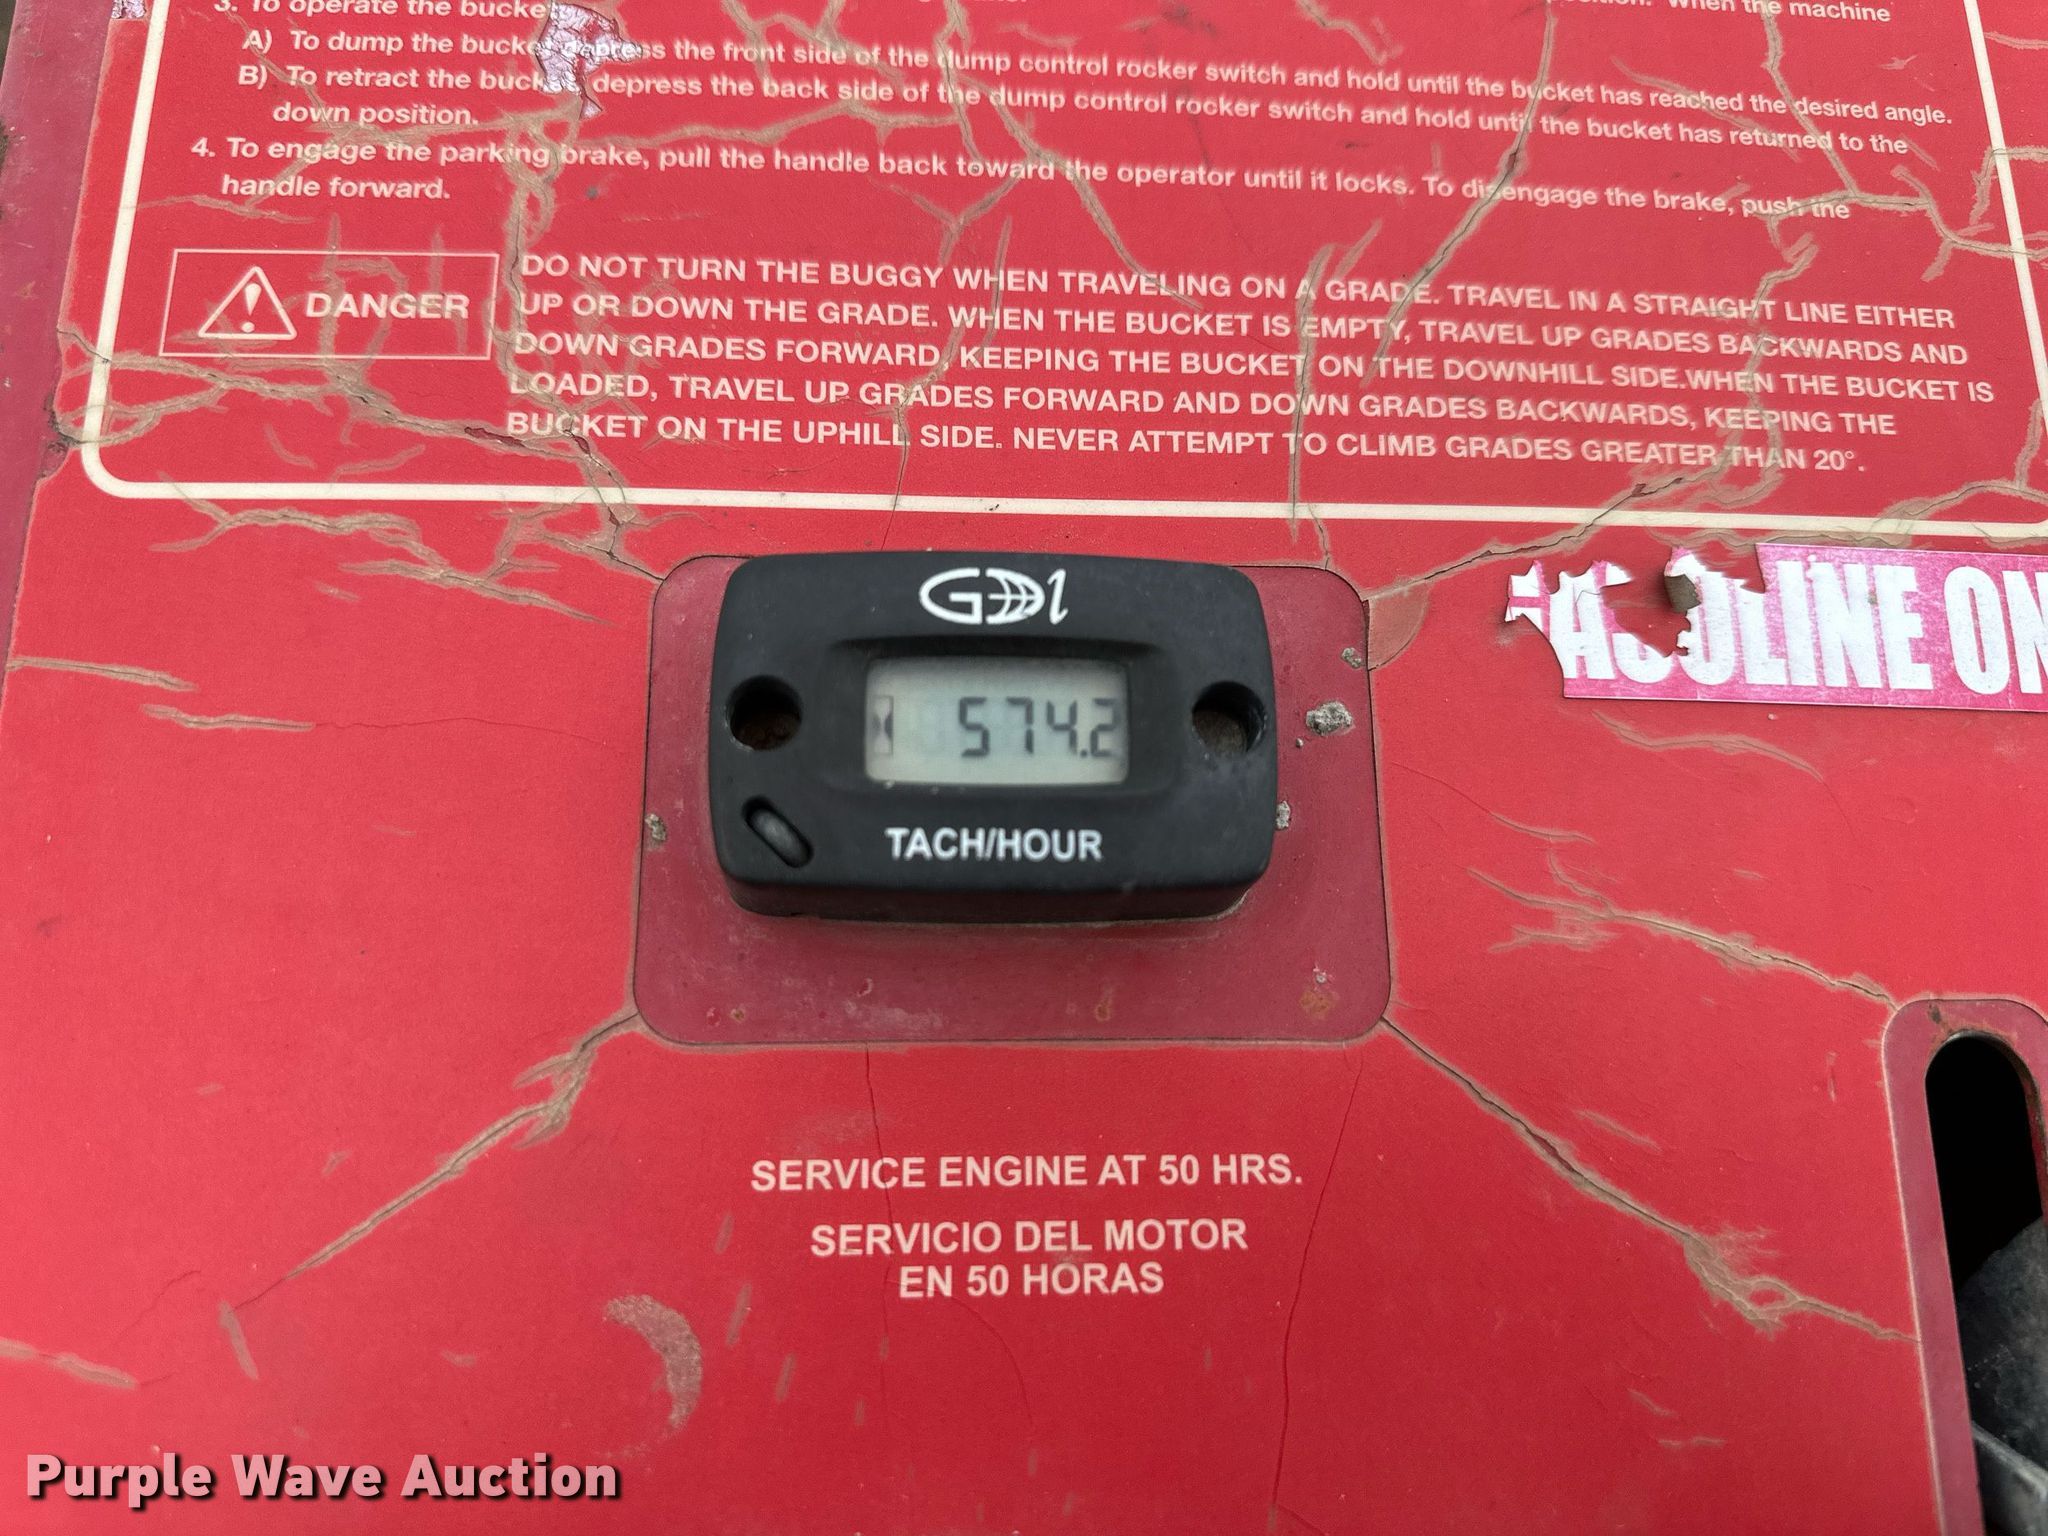 3. To operate the bucket
When the machine
A) To dump the bucket depress the front side of the dump control rocker switch and hold until the bucket has reached the desired angle.
B) To retract the bucket depress the back side of the dump control rocker switch and hold until the bucket has returned to the
down position.
4. To engage the parking brake, pull the handle back toward the operator until it locks. To disengage the brake, push the
handle forward.
DANGER
DO NOT TURN THE BUGGY WHEN TRAVELING ON A GRADE. TRAVEL IN A STRAIGHT LINE EITHER
UP OR DOWN THE GRADE. WHEN THE BUCKET IS EMPTY, TRAVEL UP GRADES BACKWARDS AND
DOWN GRADES FORWARD, KEEPING THE BUCKET ON THE DOWNHILL SIDE.WHEN THE BUCKET IS
LOADED, TRAVEL UP GRADES FORWARD AND DOWN GRADES BACKWARDS, KEEPING THE
BUCKET ON THE UPHILL SIDE. NEVER ATTEMPT TO CLIMB GRADES GREATER THAN 20°.
GASOLINE ON
574.2
TACH/HOUR
SERVICE ENGINE AT 50 HRS.
SERVICIO DEL MOTOR
EN 50 HORAS
Purple Wave Auction